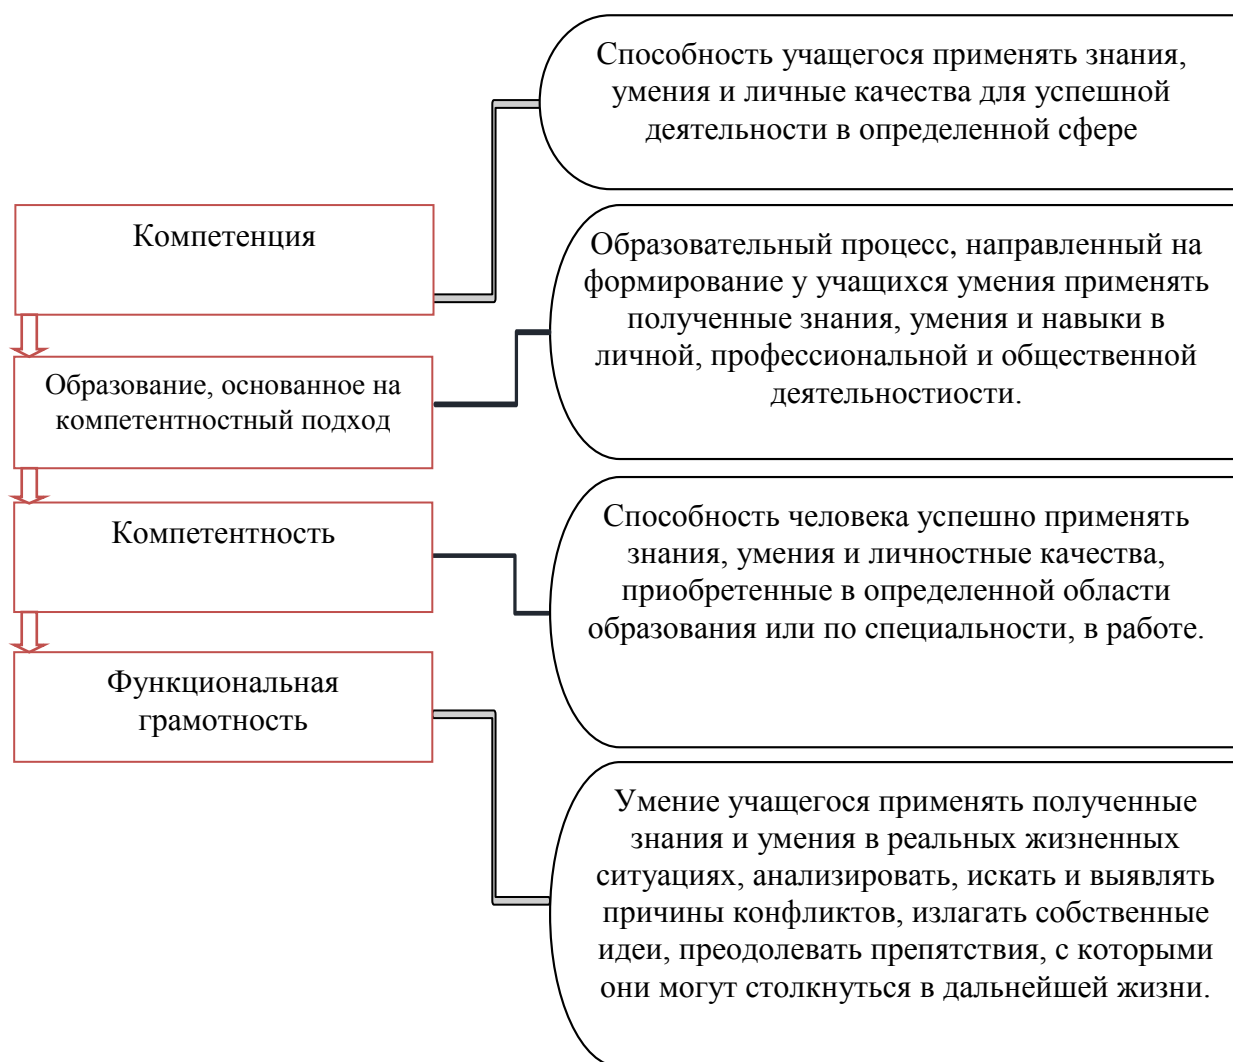 Способность учащегося применять знания,
умения и личные качества для успешной
деятельности в определенной сфере
Компетенция
Образовательный процесс, направленный на
формирование у учащихся умения применять
полученные знания, умения и навыки в
личной, профессиональной и общественной
деятельностиости.
Образование, основанное на
компетентностный подход
Компетентность
Способность человека успешно применять
знания, умения и личностные качества,
приобретенные в определенной области
образования или по специальности, в работе.
Функциональная
грамотность
Умение учащегося применять полученные
знания и умения в реальных жизненных
ситуациях, анализировать, искать и выявлять
причины конфликтов, излагать собственные
идеи, преодолевать препятствия, с которыми
они могут столкнуться в дальнейшей жизни.